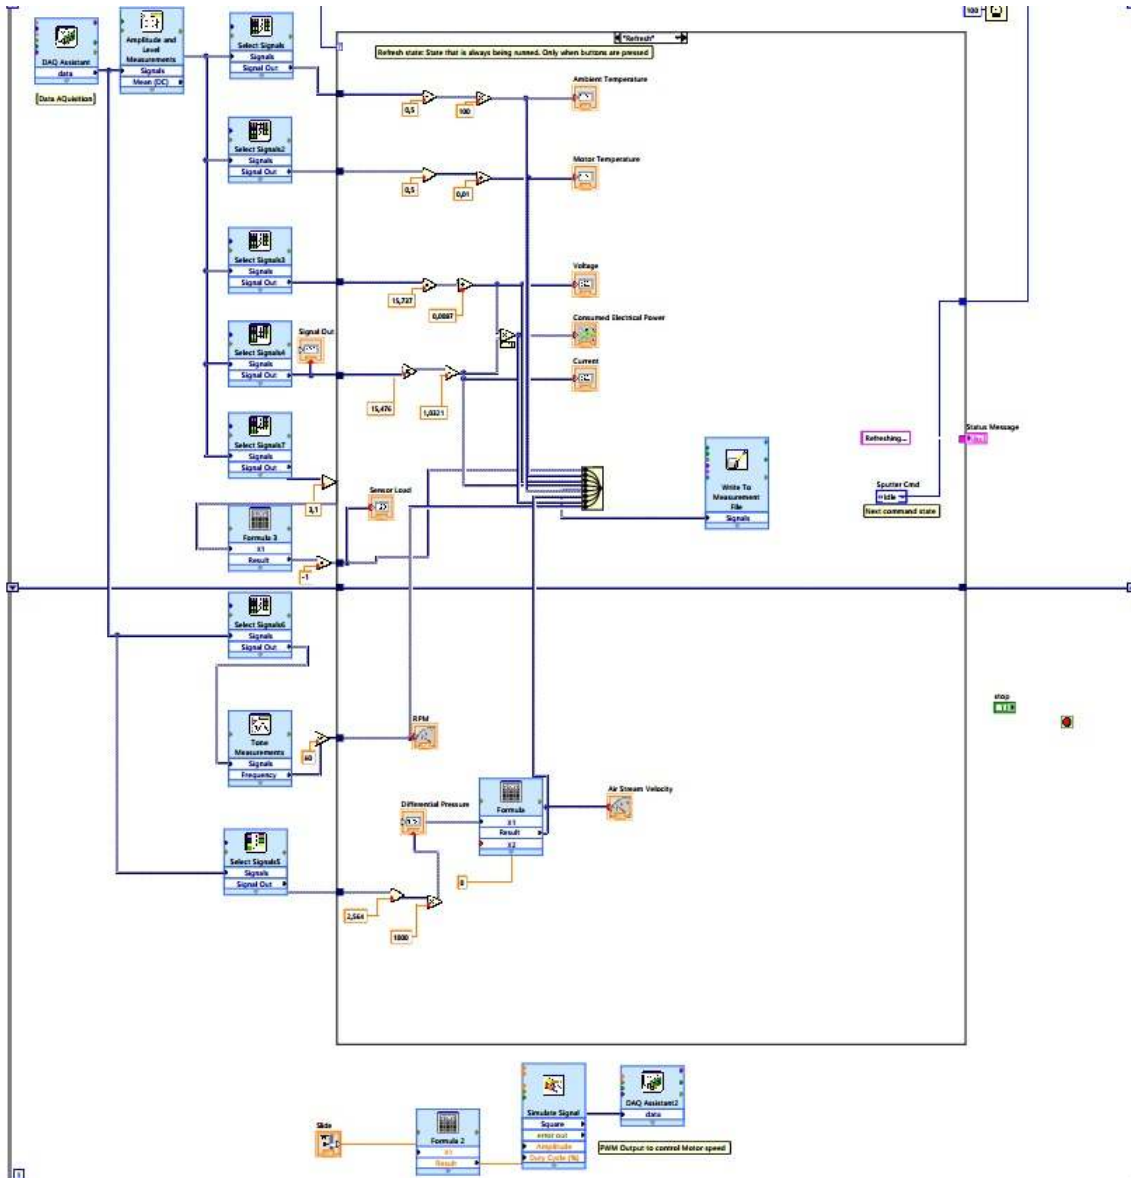 100
DAQ Assistant
data
Data AQuisition
Amplitude and
Level
Measurements
Signals
Mean (DC)
Select Signals
Signals
Signal Out
"Refresh"
Refresh state: State that is always being runned. Only when buttons are pressed
Ambient Temperature
0,5
100
Select Signals2
Signals
Signal Out
Motor Temperature
0,5
0,01
Select Signals3
Signals
Signal Out
Voltage
15,737
0,0087
Consumed Electrical Power
Signal Out
Select Signals4
Signals
Signal Out
Current
15,476
1,0321
Select Signals7
Signals
Signal Out
3,1
Refreshing...
Status Message
Write To
Measurement
File
Signals
Sputter Cmd
Idle
Next command state
Sensor Load
Formula 3
X1
Result
-1
Select Signals6
Signals
Signal Out
stop
Tone
Measurements
Signals
Frequency
60
RPM
Differential Pressure
Formula
X1
Result
X2
Air Stream Velocity
Select Signals5
Signals
Signal Out
2,564
1000
Slide
Formula 2
X1
Result
Simulate Signal
Square
error out
Amplitude
Duty Cycle (%)
DAQ Assistant2
data
PWM Output to control Motor speed